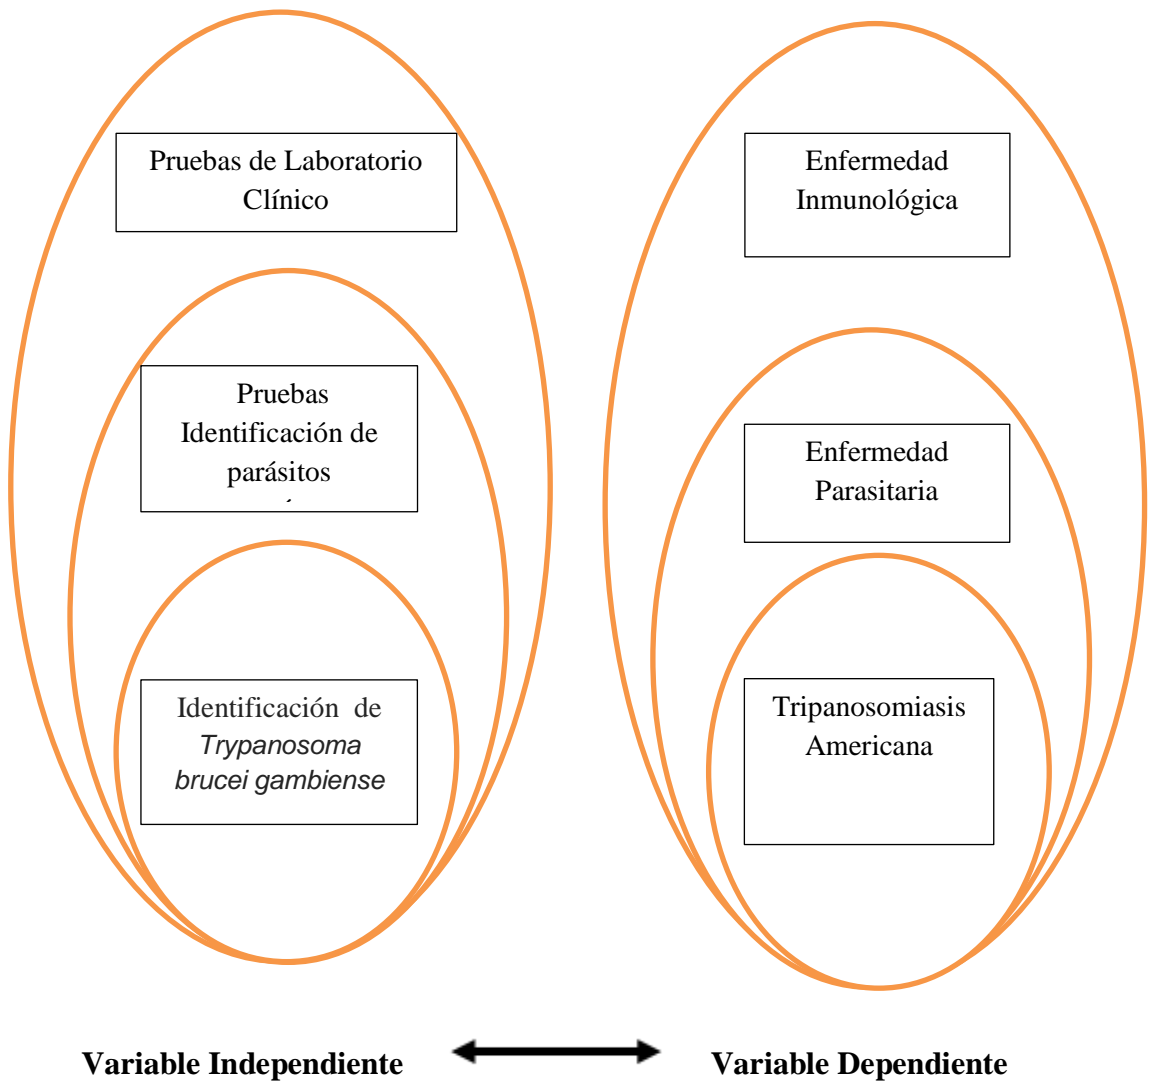 Pruebas de Laboratorio
Clínico
Pruebas
Identificación de
parásitos
Identificación de
Trypanosoma
brucei gambiense
Variable Independiente
Enfermedad
Inmunológica
Enfermedad
Parasitaria
Tripanosomiasis
Americana
Variable Dependiente